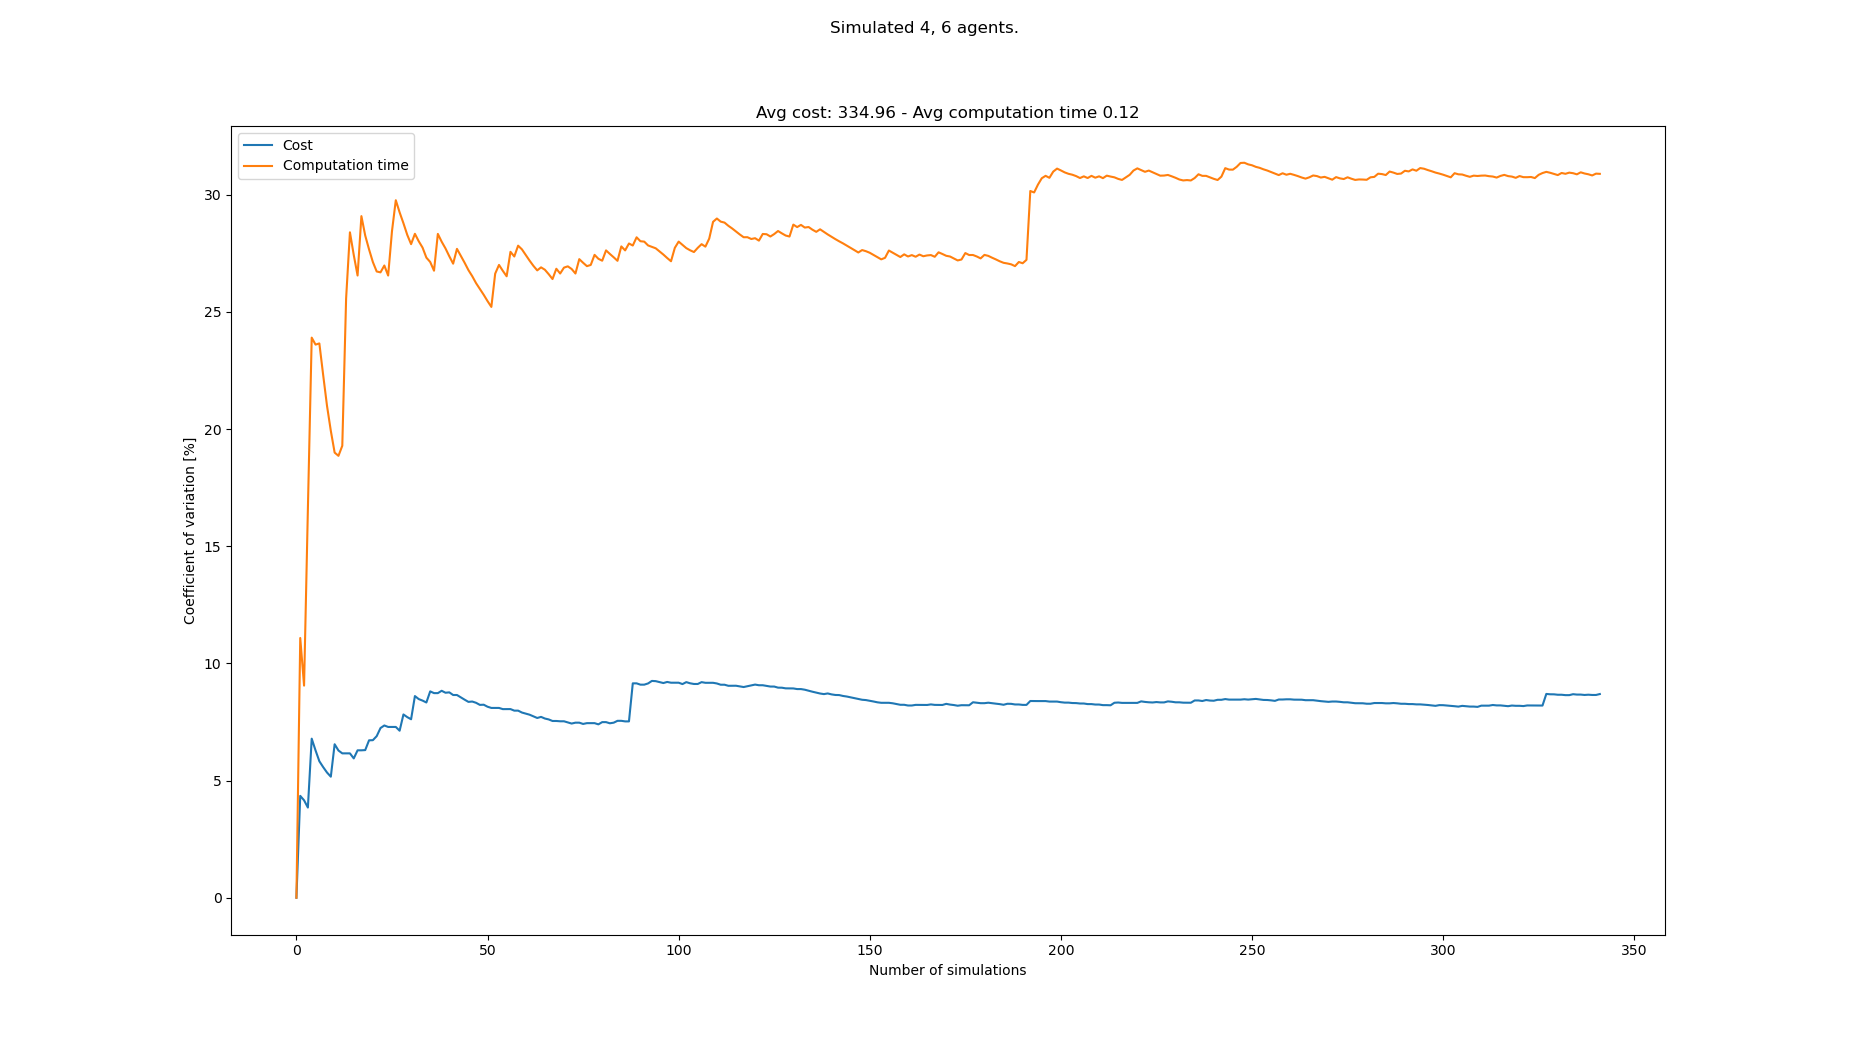 Simulated 4, 6 agents.
Avg cost: 334.96 - Avg computation time 0.12
Cost
Computation time
30
25
20
15
10
5
0
Coefficient of variation [%]
0 50 100 150 200 250 300 350
Number of simulations